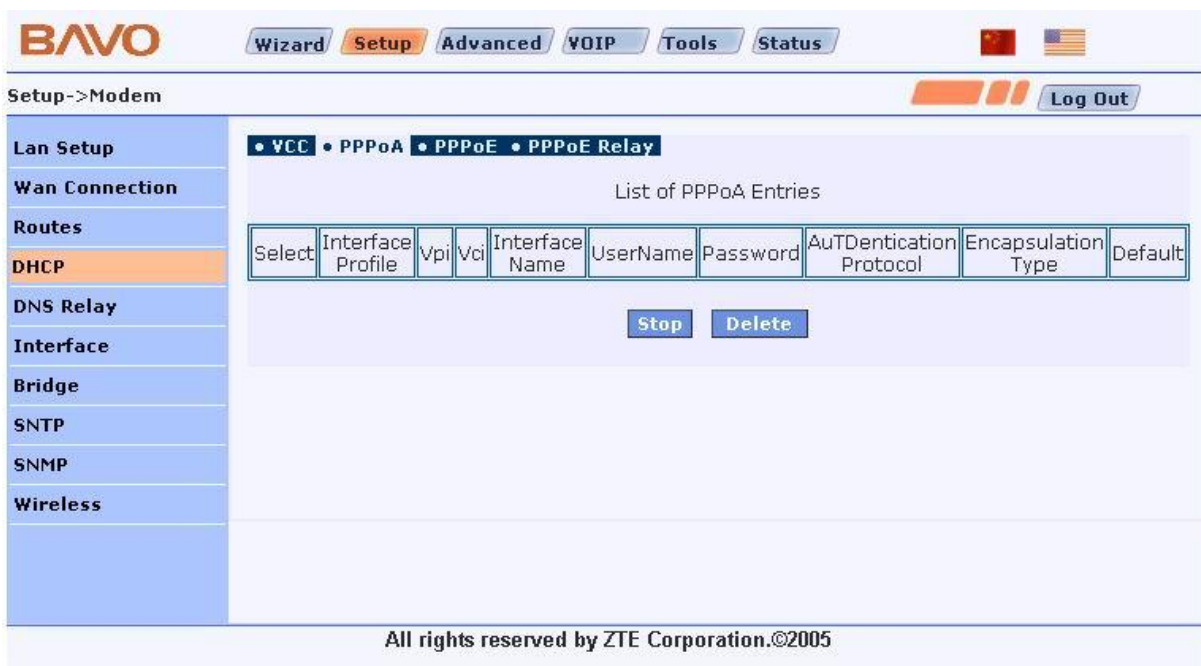 BAVO
Wizard Setup Advanced VOIP Tools Status
Setup->Modem
Log Out
Lan Setup
Wan Connection
Routes
DHCP
DNS Relay
Interface
Bridge
SNTP
SNMP
Wireless
• VCC • PPPoA • PPPoE • PPPoE Relay
List of PPPoA Entries
Select Interface Profile Vpi Vci Interface Name UserName Password AuTDentication Protocol Encapsulation Type Default
Stop Delete
All rights reserved by ZTE Corporation.©2005